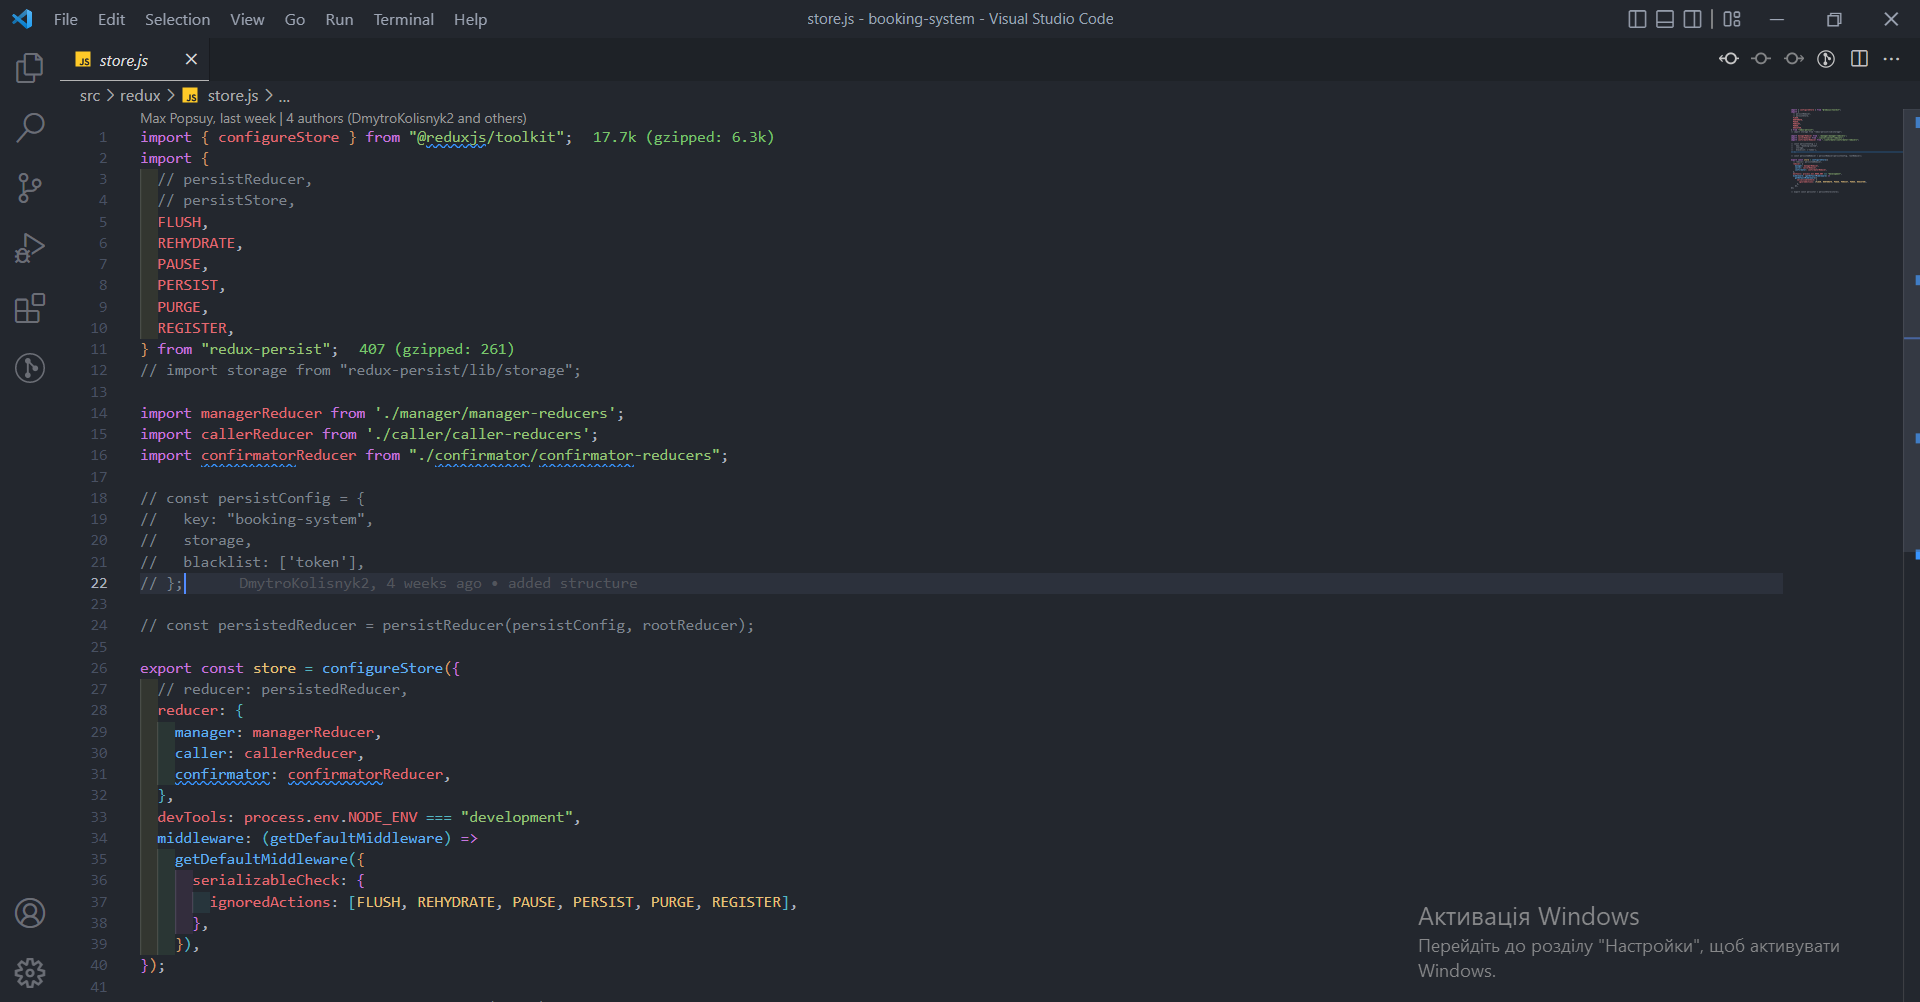 File Edit Selection View Go Run Terminal Help
store.js - booking-system - Visual Studio Code
JS store.js
src > redux > JS store.js > ...
Max Popsuy, last week | 4 authors (DmytroKolisnyk2 and others)
1 import { configureStore } from "@reduxjs/toolkit"; 17.7k (gzipped: 6.3k)
2 import {
3 // persistReducer,
4 // persistStore,
5 FLUSH,
6 REHYDRATE,
7 PAUSE,
8 PERSIST,
9 PURGE,
10 REGISTER,
11 } from "redux-persist"; 407 (gzipped: 261)
12 // import storage from "redux-persist/lib/storage";
13
14 import managerReducer from './manager/manager-reducers';
15 import callerReducer from './caller/caller-reducers';
16 import confirmatorReducer from "./confirmator/confirmator-reducers";
17
18 // const persistConfig = {
19 //   key: "booking-system",
20 //   storage,
21 //   blacklist: ['token'],
22 // }; DmytroKolisnyk2, 4 weeks ago • added structure
23
24 // const persistedReducer = persistReducer(persistConfig, rootReducer);
25
26 export const store = configureStore({
27 // reducer: persistedReducer,
28 reducer: {
29 manager: managerReducer,
30 caller: callerReducer,
31 confirmator: confirmatorReducer,
32 },
33 devTools: process.env.NODE_ENV === "development",
34 middleware: (getDefaultMiddleware) =>
35 getDefaultMiddleware({
36 serializableCheck: {
37 ignoredActions: [FLUSH, REHYDRATE, PAUSE, PERSIST, PURGE, REGISTER],
38 },
39 }),
40 });
41
Активація Windows
Перейдіть до розділу "Настройки", щоб активувати
Windows.